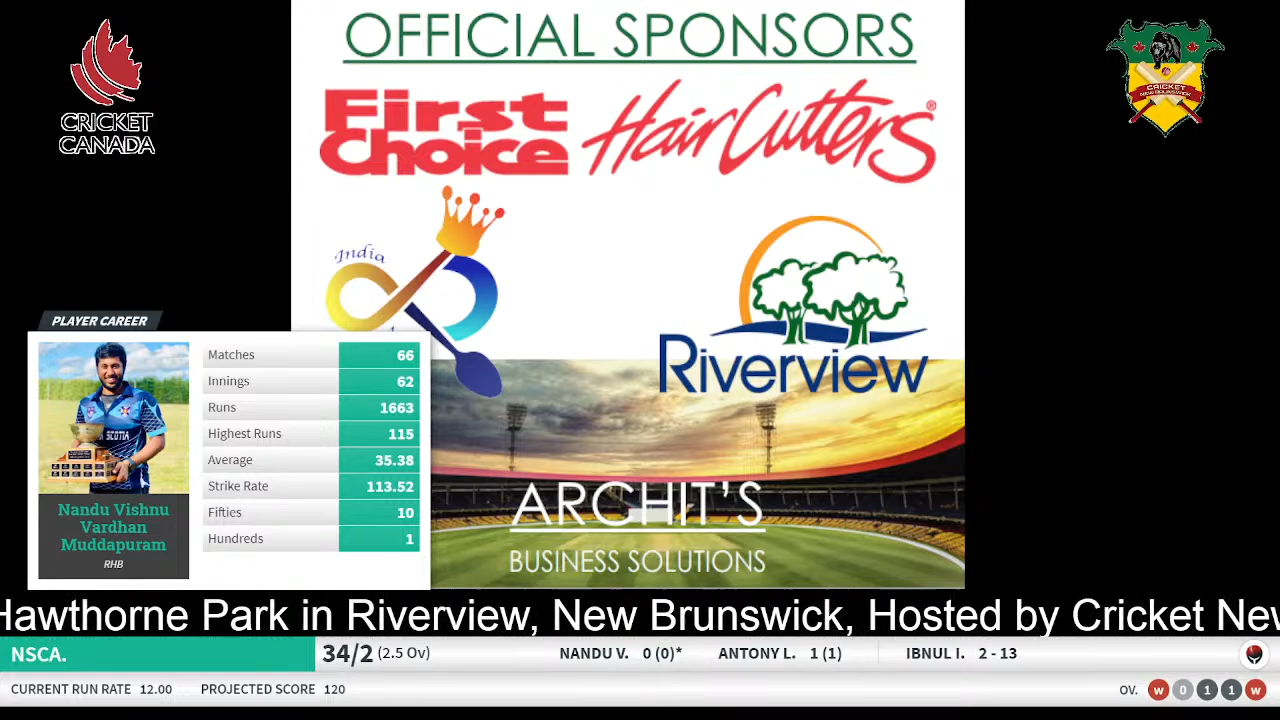 OFFICIAL SPONSORS
CRICKET
CANADA
CRICKET
NEW BRUNSWICK
First
Choice
HairCutters®
India
Riverview
ARCHIT'S
BUSINESS SOLUTIONS
PLAYER CAREER
Matches 66
Innings 62
Runs 1663
Highest Runs 115
Average 35.38
Strike Rate 113.52
Fifties 10
Hundreds 1
SCOTIA
Nandu Vishnu
Vardhan
Muddapuram
RHB
Hawthorne Park in Riverview, New Brunswick, Hosted by Cricket New
NSCA. 34/2 (2.5 Ov) NANDU V. 0 (0)* ANTONY L. 1 (1) IBNUL I. 2 - 13
CURRENT RUN RATE 12.00 PROJECTED SCORE 120 OV. w 0 1 1 w